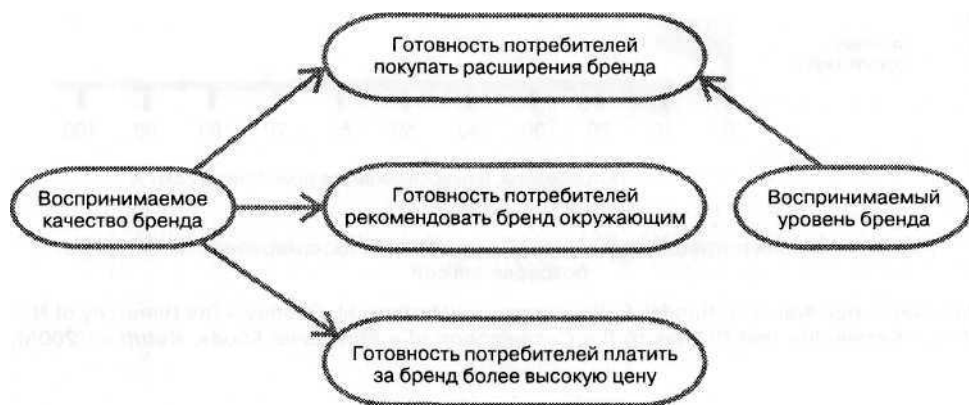 Готовность потребителей
покупать расширения бренда
Воспринимаемое
качество бренда
Готовность потребителей
рекомендовать бренд окружающим
Воспринимаемый
уровень бренда
Готовность потребителей платить
за бренд более высокую цену